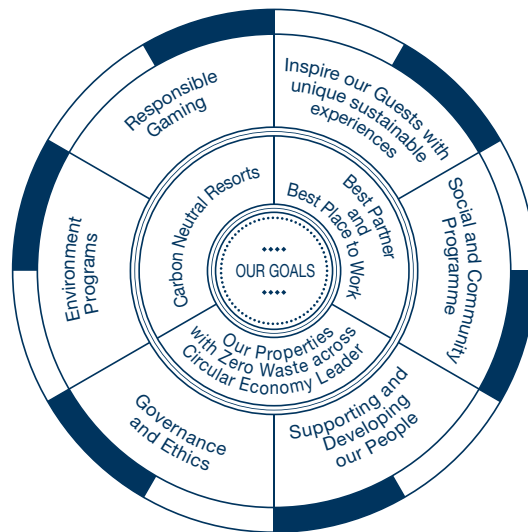 Responsible
Gaming
Inspire our Guests with
unique sustainable
experiences
Environment
Programs
Carbon Neutral Resorts
Best Partner
and
Best Place to Work
Social and Community
Programme
OUR GOALS
Our Properties
with Zero Waste across
Circular Economy Leader
Governance
and Ethics
Supporting and
Developing
our People